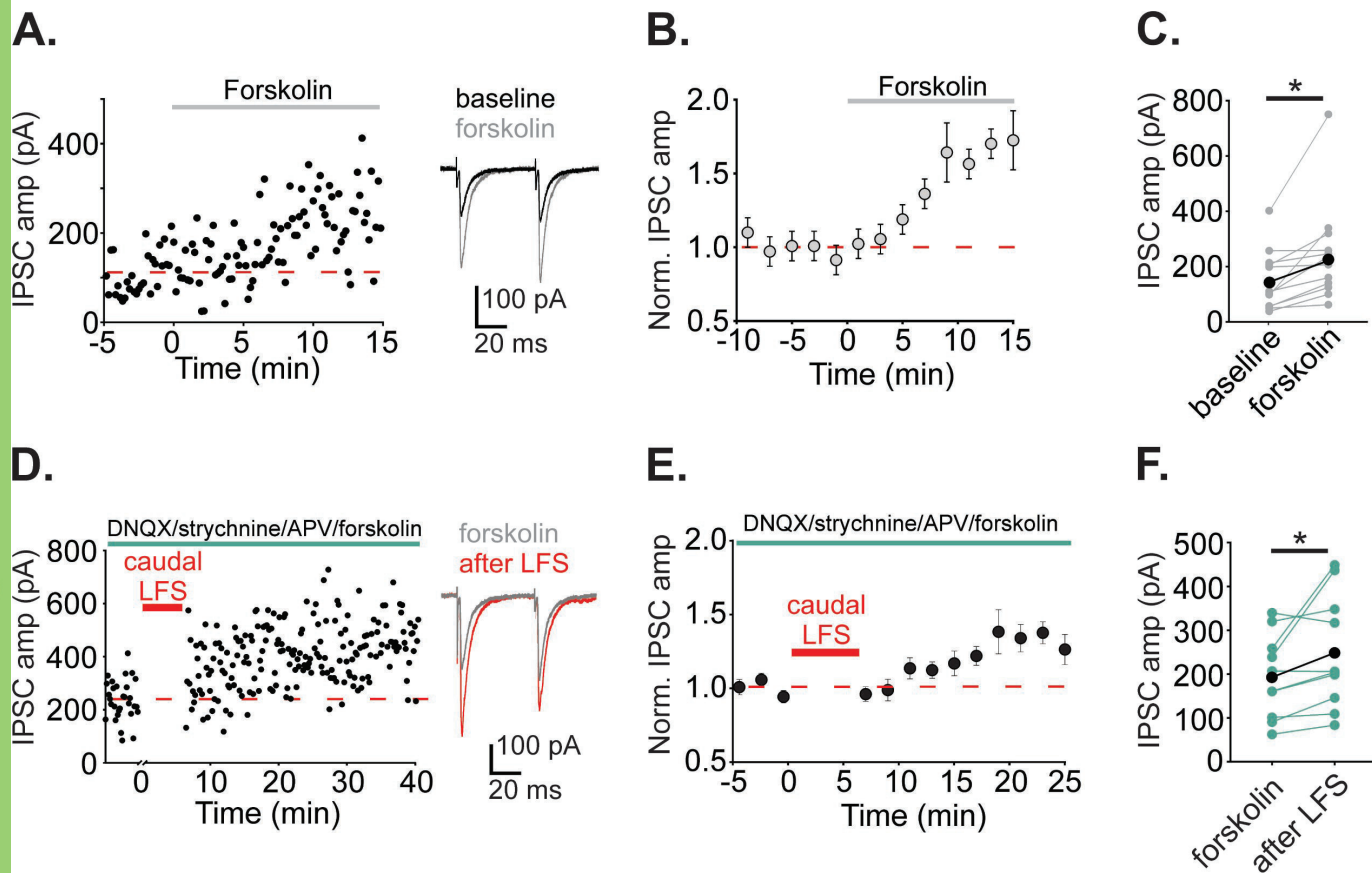 A.
Forskolin
IPSC amp (pA)
400
200
0
-5
0
5
10
15
Time (min)
baseline
forskolin
100 pA
20 ms
B.
Forskolin
Norm. IPSC amp
2.0
1.5
1.0
0.5
-10
-5
0
5
10
15
Time (min)
C.
*
IPSC amp (pA)
800
600
400
200
0
baseline
forskolin
D.
DNQX/strychnine/APV/forskolin
caudal
LFS
IPSC amp (pA)
800
600
400
200
0
0
10
20
30
40
Time (min)
forskolin
after LFS
100 pA
20 ms
E.
DNQX/strychnine/APV/forskolin
caudal
LFS
Norm. IPSC amp
2.0
1.5
1.0
0.5
-5
0
5
10
15
20
25
Time (min)
F.
*
IPSC amp (pA)
500
400
300
200
100
0
forskolin
after LFS